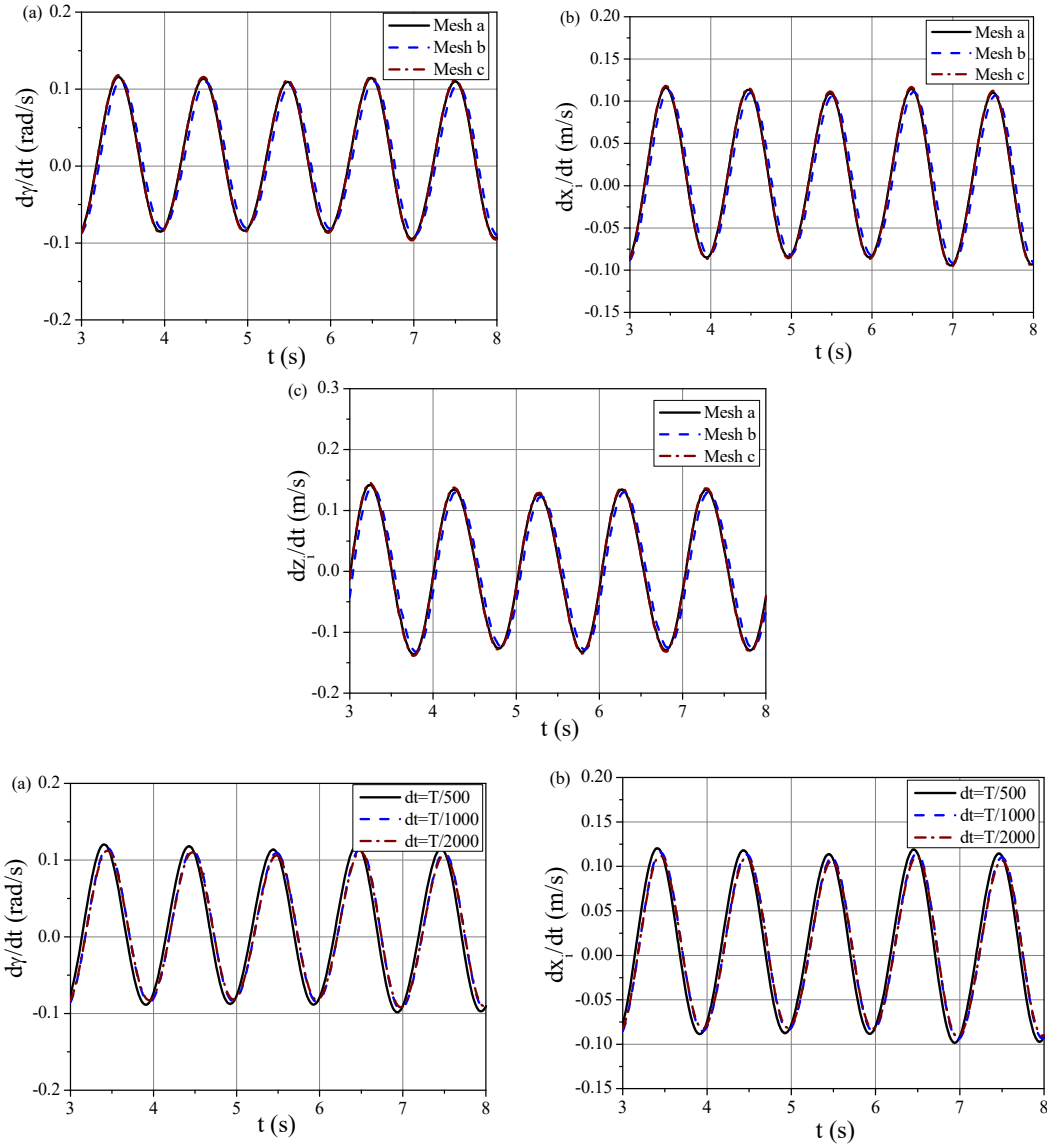 (a)
0.2
0.1
0.0
-0.1
-0.2
dγ/dt (rad/s)
Mesh a
Mesh b
Mesh c
3 4 5 6 7 8
t (s)
(b)
0.20
0.15
0.10
0.05
0.00
-0.05
-0.10
-0.15
dx_i/dt (m/s)
Mesh a
Mesh b
Mesh c
3 4 5 6 7 8
t (s)
(c)
0.3
0.2
0.1
0.0
-0.1
-0.2
dz_i/dt (m/s)
Mesh a
Mesh b
Mesh c
3 4 5 6 7 8
t (s)
(a)
0.2
0.1
0.0
-0.1
-0.2
dγ/dt (rad/s)
dt=T/500
dt=T/1000
dt=T/2000
3 4 5 6 7 8
t (s)
(b)
0.20
0.15
0.10
0.05
0.00
-0.05
-0.10
-0.15
dx_i/dt (m/s)
dt=T/500
dt=T/1000
dt=T/2000
3 4 5 6 7 8
t (s)